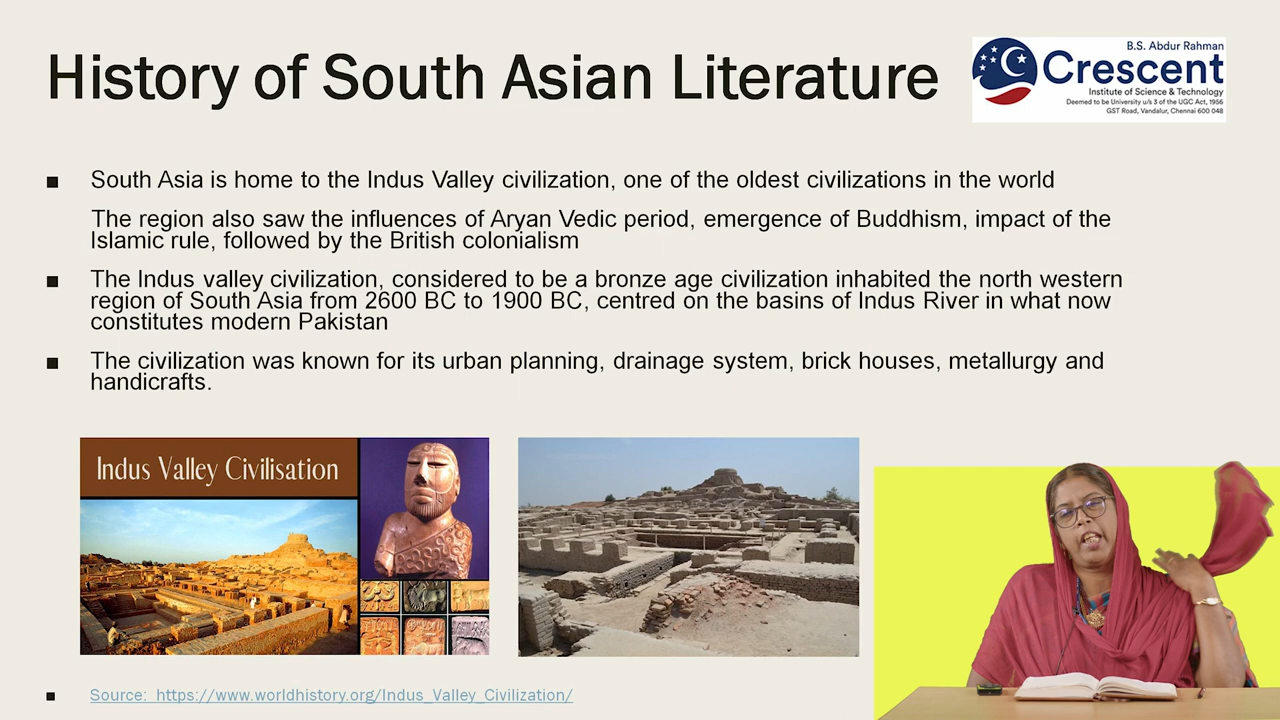 History of South Asian Literature
B.S. Abdur Rahman
Crescent
Institute of Science & Technology
Deemed to be University u/s 3 of the UGC Act, 1956
GST Road, Vandalur, Chennai 600 048
■ South Asia is home to the Indus Valley civilization, one of the oldest civilizations in the world
The region also saw the influences of Aryan Vedic period, emergence of Buddhism, impact of the
Islamic rule, followed by the British colonialism
■ The Indus valley civilization, considered to be a bronze age civilization inhabited the north western
region of South Asia from 2600 BC to 1900 BC, centred on the basins of Indus River in what now
constitutes modern Pakistan
■ The civilization was known for its urban planning, drainage system, brick houses, metallurgy and
handicrafts.
Indus Valley Civilisation
■ Source: https://www.worldhistory.org/Indus_Valley_Civilization/